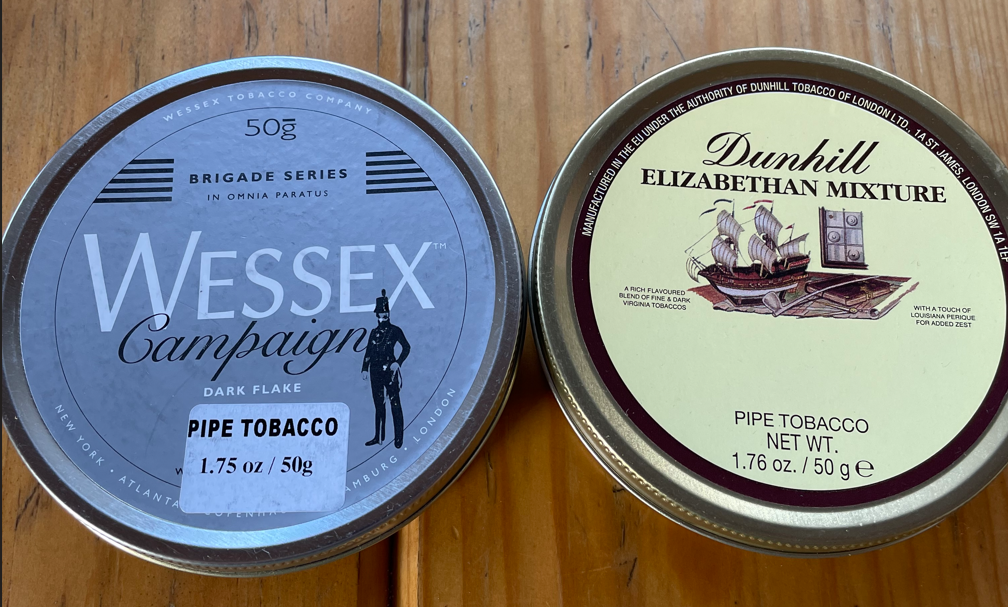 WESSEX TOBACCO COMPANY
50g
BRIGADE SERIES
IN OMNIA PARATUS
WESSEX™
Campaign
DARK FLAKE
PIPE TOBACCO
1.75 oz / 50g
NEW YORK • ATLANTA
LONDON
MANUFACTURED IN THE EU UNDER THE AUTHORITY OF DUNHILL TOBACCO OF LONDON LTD., 1A ST JAMES, LONDON SW 1A 1EF
Dunhill
ELIZABETHAN MIXTURE
A RICH FLAVOURED
BLEND OF FINE & DARK
VIRGINIA TOBACCOS
WITH A TOUCH OF
LOUISIANA PERIQUE
FOR ADDED ZEST
PIPE TOBACCO
NET WT.
1.76 oz. / 50 g ℮